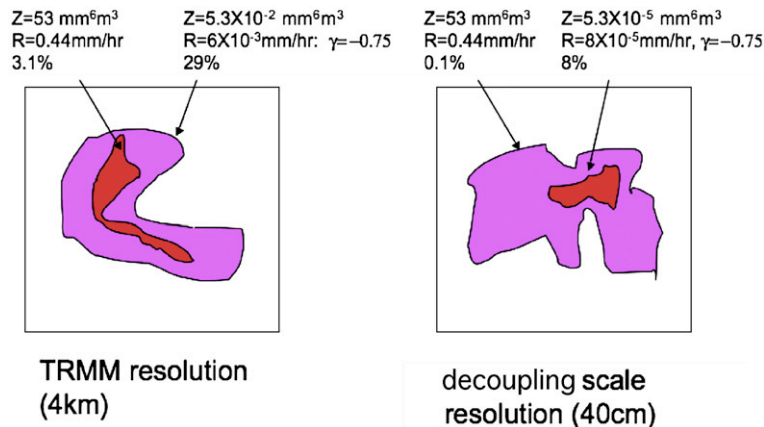 Z=53 mm⁶m³
R=0.44mm/hr
3.1%
Z=5.3X10⁻² mm⁶m³
R=6X10⁻³mm/hr: γ=−0.75
29%
Z=53 mm⁶m³
R=0.44mm/hr
0.1%
Z=5.3X10⁻⁵ mm⁶m³
R=8X10⁻⁵mm/hr, γ=−0.75
8%
TRMM resolution
(4km)
decoupling scale
resolution (40cm)